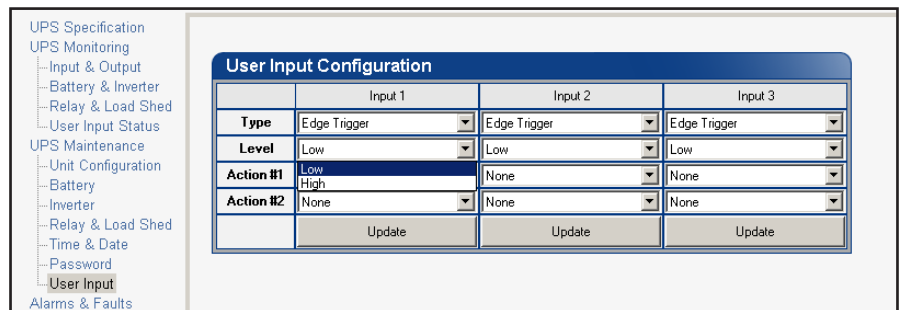 UPS Specification
UPS Monitoring
Input & Output
Battery & Inverter
Relay & Load Shed
User Input Status
UPS Maintenance
Unit Configuration
Battery
Inverter
Relay & Load Shed
Time & Date
Password
User Input
Alarms & Faults
User Input Configuration
Input 1 Input 2 Input 3
Type Edge Trigger Edge Trigger Edge Trigger
Level Low Low Low
Low
High
Action #1 None None
Action #2 None None None
Update Update Update